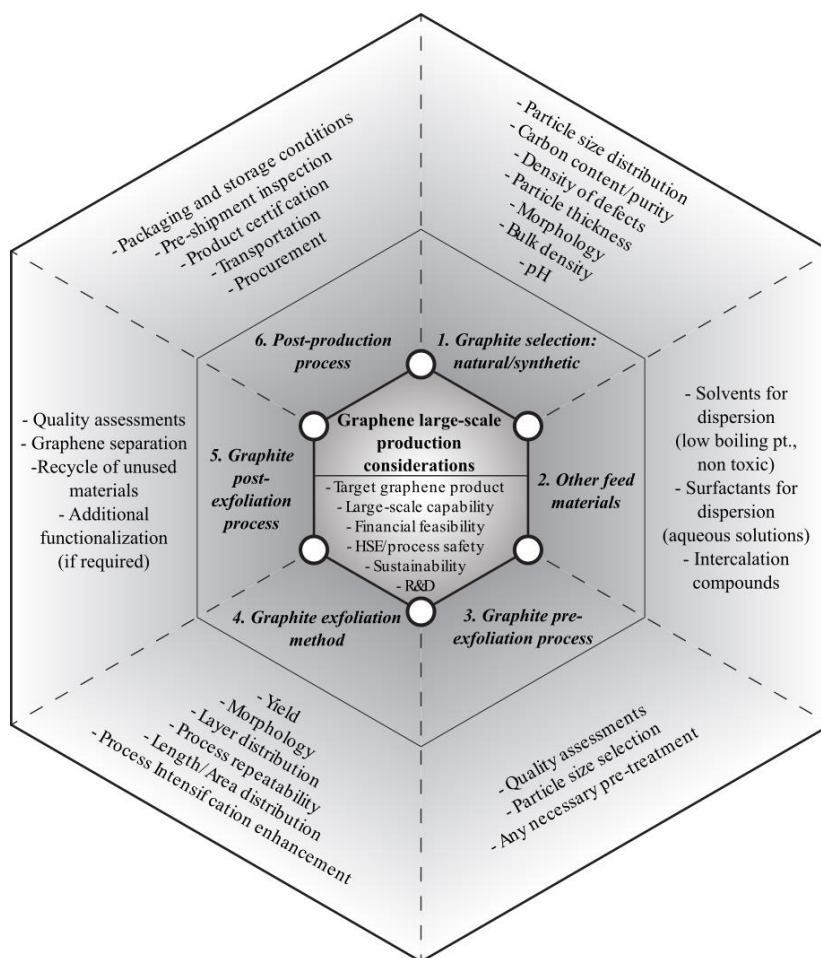 Graphene large-scale
production
considerations
- Target graphene product
- Large-scale capability
- Financial feasibility
- HSE/process safety
- Sustainability
- R&D
1. Graphite selection:
natural/synthetic
- Particle size distribution
- Carbon content/purity
- Density of defects
- Particle thickness
- Morphology
- Bulk density
- pH
2. Other feed
materials
- Solvents for
dispersion
(low boiling pt.,
non toxic)
- Surfactants for
dispersion
(aqueous solutions)
- Intercalation
compounds
3. Graphite pre-
exfoliation process
- Quality assessments
- Particle size selection
- Any necessary pre-treatment
4. Graphite exfoliation
method
- Yield
- Morphology
- Layer distribution
- Process repeatability
- Length/Area distribution
- Process Intensification enhancement
5. Graphite
post-
exfoliation
process
- Quality assessments
- Graphene separation
-Recycle of unused
materials
- Additional
functionalization
(if required)
6. Post-production
process
-Packaging and storage conditions
-Pre-shipment inspection
-Product certification
-Transportation
-Procurement